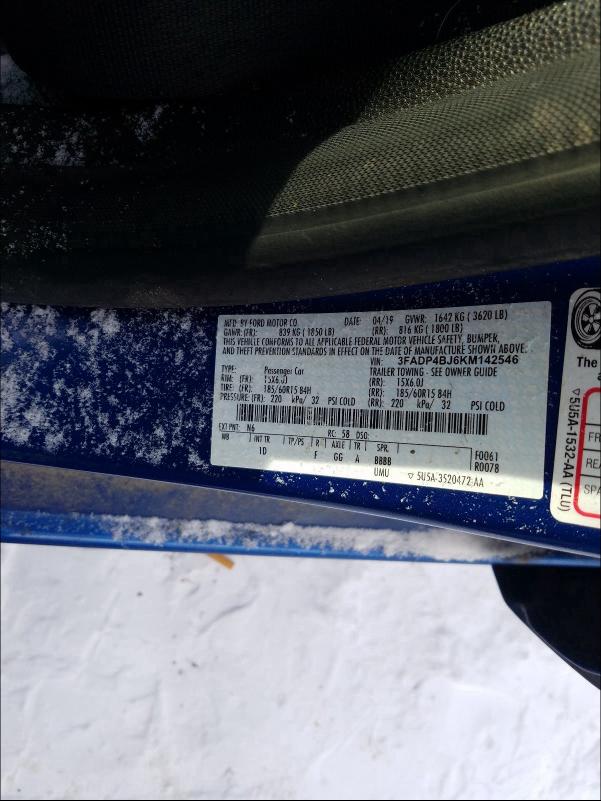 MFD. BY FORD MOTOR CO. DATE: 04/19 GVWR: 1642 KG ( 3620 LB)
GAWR: (FR): 839 KG ( 1850 LB) (RR): 816 KG ( 1800 LB)
THIS VEHICLE CONFORMS TO ALL APPLICABLE FEDERAL MOTOR VEHICLE SAFETY, BUMPER,
AND THEFT PREVENTION STANDARDS IN EFFECT ON THE DATE OF MANUFACTURE SHOWN ABOVE.
VIN: 3FADP4BJ6KM142546
TYPE: Passenger Car TRAILER TOWING - SEE OWNER GUIDE
RIM: (FR): 15X6.0J (RR): 15X6.0J
TIRE: (FR): 185/60R15 84H (RR): 185/60R15 84H
PRESSURE: (FR): 220 kPa/ 32 PSI COLD (RR): 220 kPa/ 32 PSI COLD
EXT PNT: N6 RC: 58 DSO: F0061
WB INT TR TP/PS R AXLE TR SPR R0078
1D F GG A BBBB
UMU ▽ 5U5A-3520472-AA
The
FR
REA
SPA
▽ 5U5A-1532-AA (TLU)